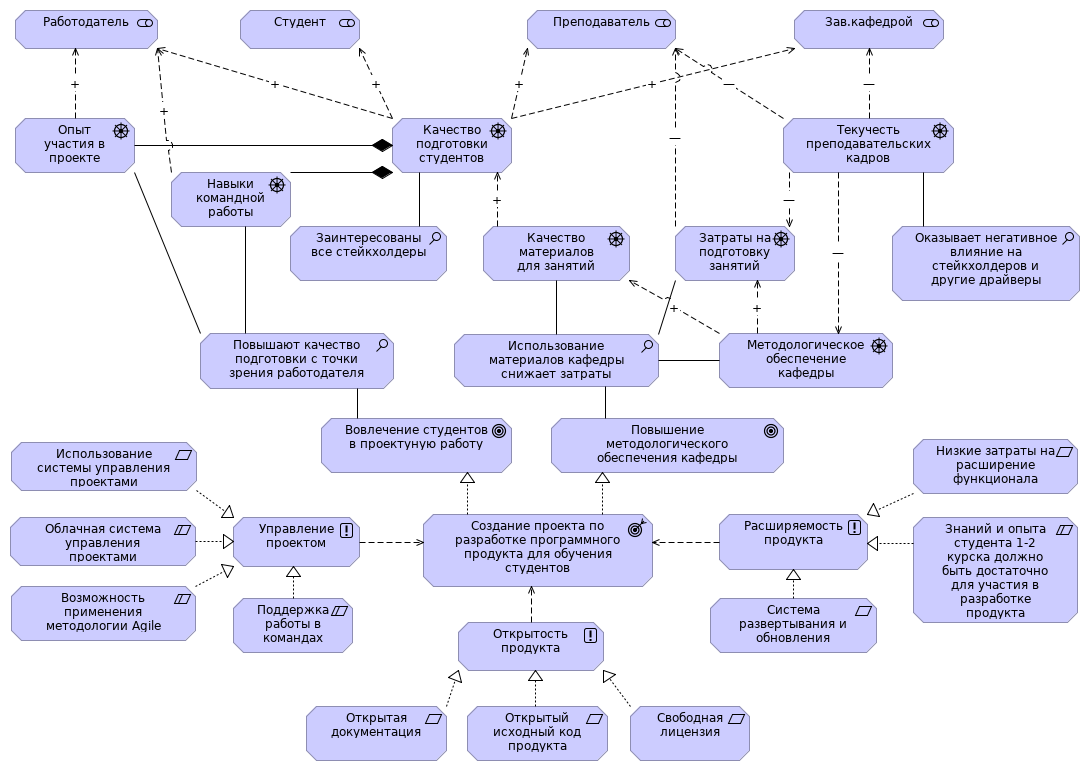 Работодатель
Студент
Преподаватель
Зав.кафедрой
Опыт
участия в
проекте
Качество
подготовки
студентов
Текучесть
преподавательских
кадров
Навыки
командной
работы
Заинтересованы
все стейкхолдеры
Качество
материалов
для занятий
Затраты на
подготовку
занятий
Оказывает негативное
влияние на
стейкхолдеров и
другие драйверы
Повышают качество
подготовки с точки
зрения работодателя
Использование
материалов кафедры
снижает затраты
Методологическое
обеспечение
кафедры
Вовлечение студентов
в проектуную работу
Повышение
методологического
обеспечения кафедры
Использование
системы управления
проектами
Низкие затраты на
расширение
функционала
Облачная система
управления
проектами
Управление
проектом
Создание проекта по
разработке программного
продукта для обучения
студентов
Расширяемость
продукта
Знаний и опыта
студента 1-2
курска должно
быть достаточно
для участия в
разработке
продукта
Возможность
применения
методологии Agile
Поддержка
работы в
командах
Система
развертывания и
обновления
Открытость
продукта
Открытая
документация
Открытый
исходный код
продукта
Свободная
лицензия